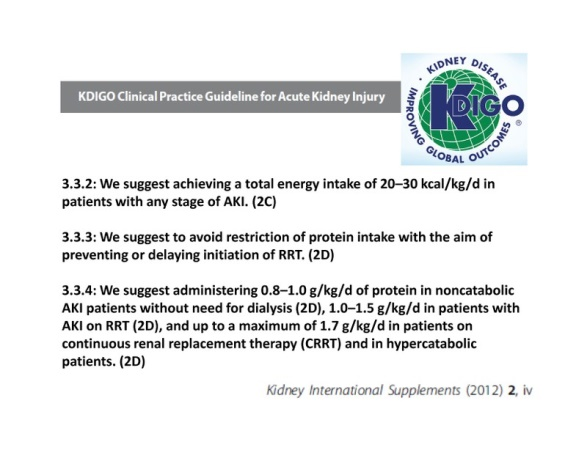 KDIGO Clinical Practice Guideline for Acute Kidney Injury
KIDNEY DISEASE
KDIGO
®
IMPROVING GLOBAL OUTCOMES
3.3.2: We suggest achieving a total energy intake of 20–30 kcal/kg/d in
patients with any stage of AKI. (2C)
3.3.3: We suggest to avoid restriction of protein intake with the aim of
preventing or delaying initiation of RRT. (2D)
3.3.4: We suggest administering 0.8–1.0 g/kg/d of protein in noncatabolic
AKI patients without need for dialysis (2D), 1.0–1.5 g/kg/d in patients with
AKI on RRT (2D), and up to a maximum of 1.7 g/kg/d in patients on
continuous renal replacement therapy (CRRT) and in hypercatabolic
patients. (2D)
Kidney International Supplements (2012) 2, iv